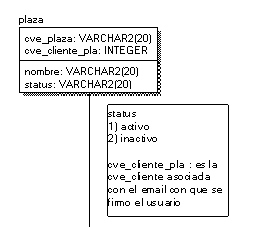 plaza
cve_plaza: VARCHAR2(20)
cve_cliente_pla: INTEGER
nombre: VARCHAR2(20)
status: VARCHAR2(20)
status
1) activo
2) inactivo
cve_cliente_pla : es la
cve_cliente asociada
con el email con que se
firmo el usuario